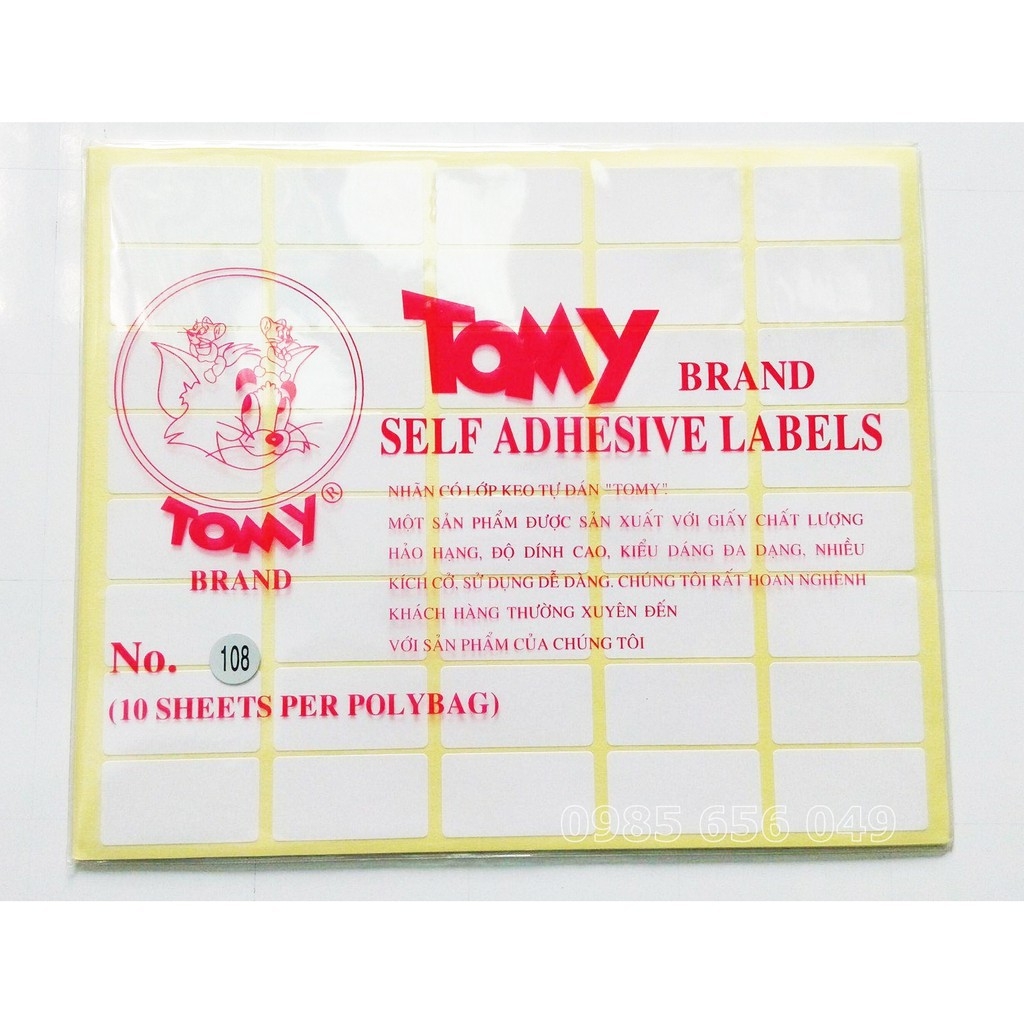 TOMY BRAND
SELF ADHESIVE LABELS
NHÃN CÓ LỚP KEO TỰ DÁN "TOMY".
MỘT SẢN PHẨM ĐƯỢC SẢN XUẤT VỚI GIẤY CHẤT LƯỢNG
HẢO HẠNG, ĐỘ DÍNH CAO, KIỂU DÁNG ĐA DẠNG, NHIỀU
KÍCH CỠ, SỬ DỤNG DỄ DÀNG. CHÚNG TÔI RẤT HOAN NGHÊNH
KHÁCH HÀNG THƯỜNG XUYÊN ĐẾN
VỚI SẢN PHẨM CỦA CHÚNG TÔI
TOMY®
BRAND
No. 108
(10 SHEETS PER POLYBAG)
0985 656 049